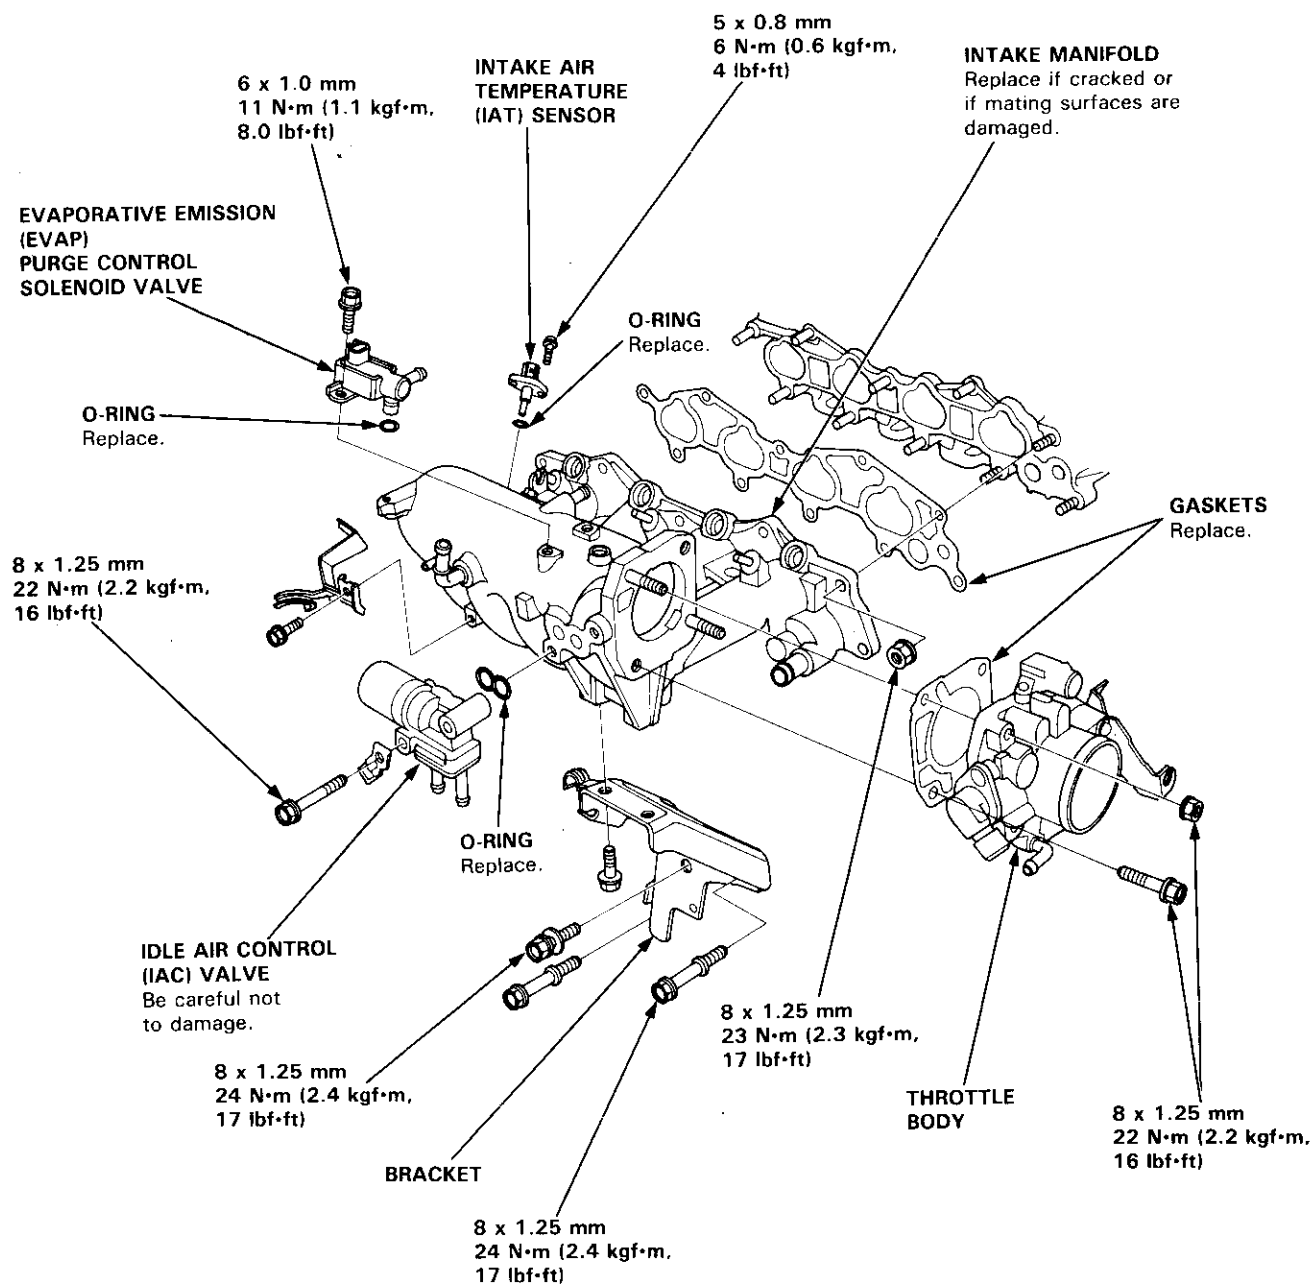 5 x 0.8 mm
6 N•m (0.6 kgf•m,
4 lbf•ft)
INTAKE MANIFOLD
Replace if cracked or
if mating surfaces are
damaged.
INTAKE AIR
TEMPERATURE
(IAT) SENSOR
6 x 1.0 mm
11 N•m (1.1 kgf•m,
8.0 lbf•ft)
EVAPORATIVE EMISSION
(EVAP)
PURGE CONTROL
SOLENOID VALVE
O-RING
Replace.
O-RING
Replace.
GASKETS
Replace.
8 x 1.25 mm
22 N•m (2.2 kgf•m,
16 lbf•ft)
O-RING
Replace.
IDLE AIR CONTROL
(IAC) VALVE
Be careful not
to damage.
8 x 1.25 mm
23 N•m (2.3 kgf•m,
17 lbf•ft)
8 x 1.25 mm
24 N•m (2.4 kgf•m,
17 lbf•ft)
THROTTLE
BODY
8 x 1.25 mm
22 N•m (2.2 kgf•m,
16 lbf•ft)
BRACKET
8 x 1.25 mm
24 N•m (2.4 kgf•m,
17 lbf•ft)